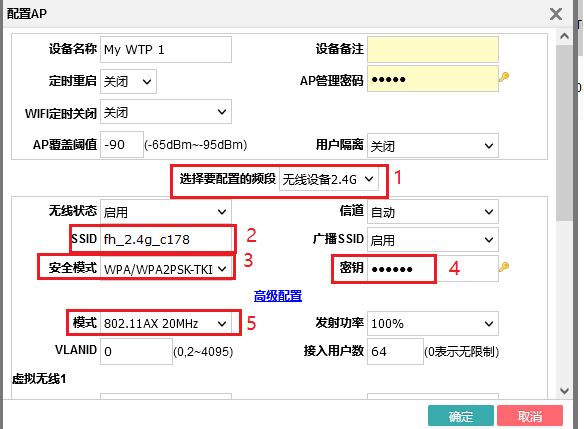 配置AP
设备名称 My WTP 1 设备备注
定时重启 关闭 AP管理密码 •••••
WIFI定时关闭 关闭
AP覆盖阈值 -90 (-65dBm~-95dBm) 用户隔离 关闭
选择要配置的频段 无线设备2.4G 1
无线状态 启用 信道 自动
SSID fh_2.4g_c178 2 广播SSID 启用
安全模式 WPA/WPA2PSK-TKI 3 密钥 •••••• 4
高级配置
模式 802.11AX 20MHz 5 发射功率 100%
VLANID 0 (0,2~4095) 接入用户数 64 (0表示无限制)
虚拟无线1
确定 取消